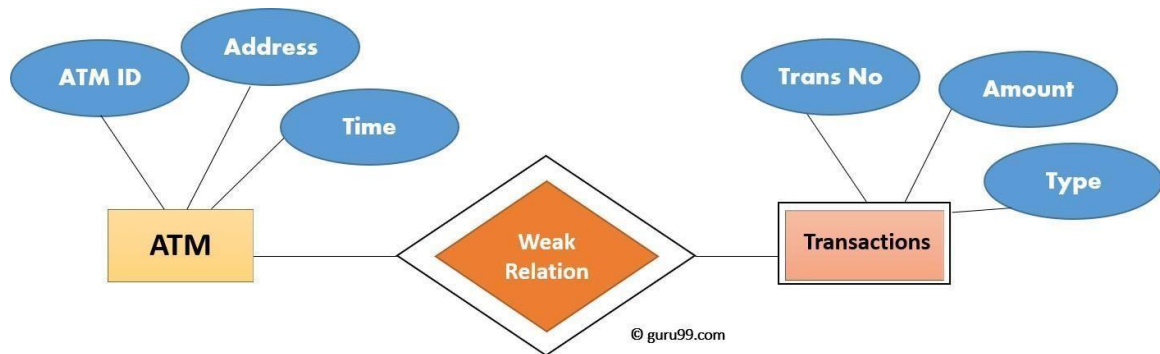 ATM ID
Address
Time
ATM
Weak
Relation
Trans No
Amount
Type
Transactions
© guru99.com